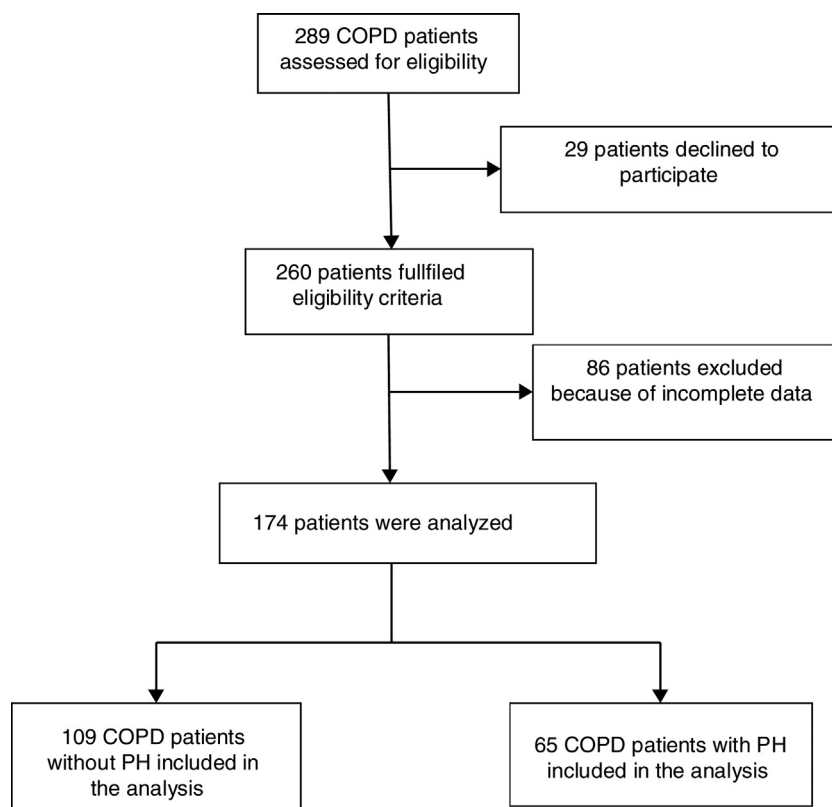 289 COPD patients
assessed for eligibility
29 patients declined to
participate
260 patients fullfiled
eligibility criteria
86 patients excluded
because of incomplete data
174 patients were analyzed
109 COPD patients
without PH included in
the analysis
65 COPD patients with PH
included in the analysis